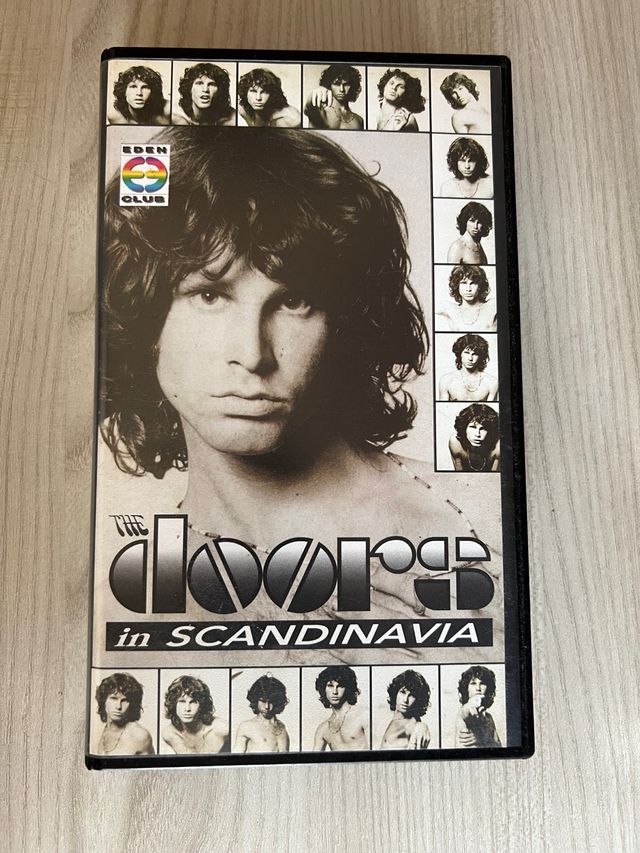 EDEN
CLUB
THE
doors
in SCANDINAVIA